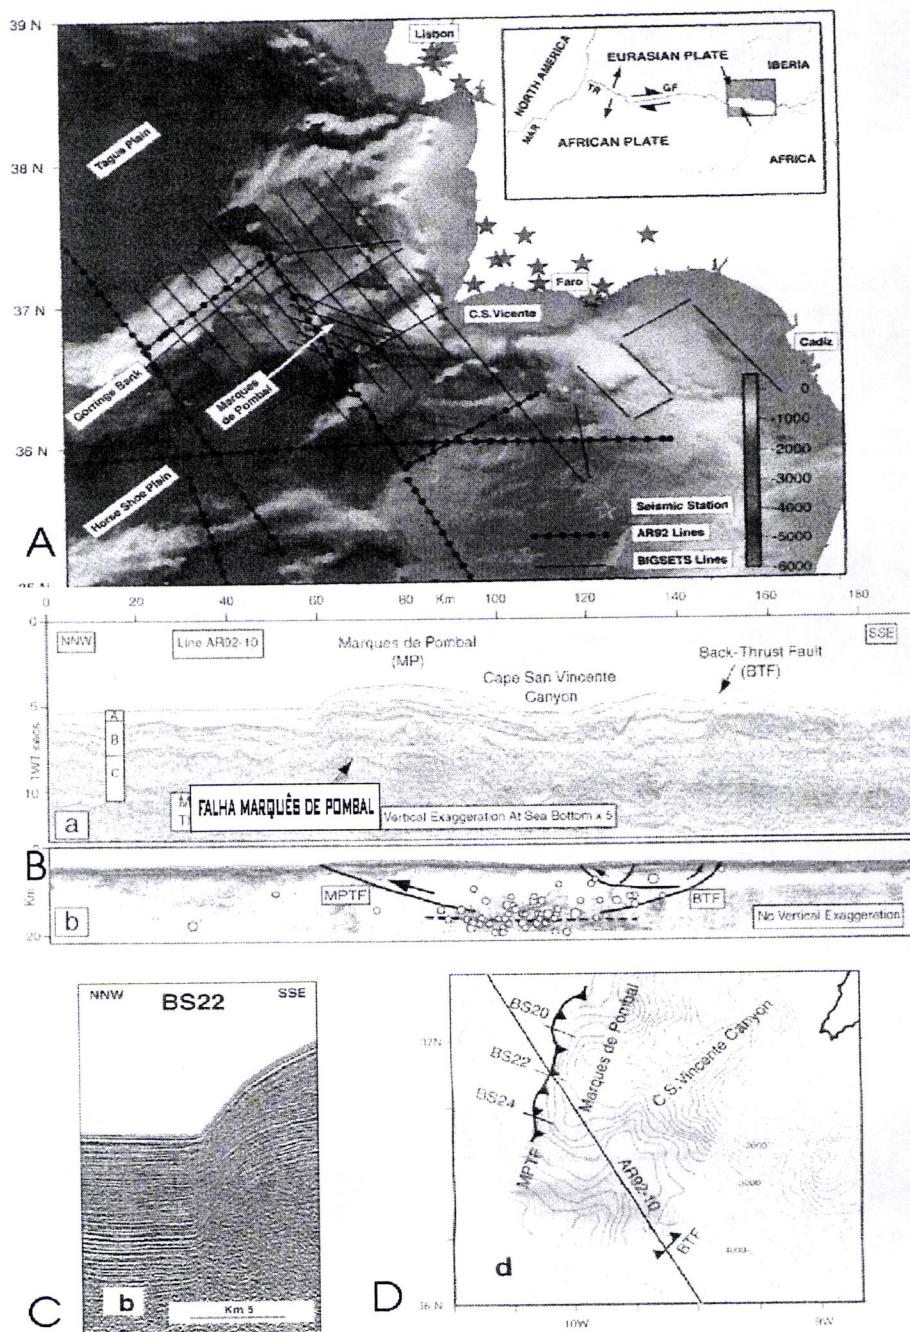 39 N
Lisbon
NORTH AMERICA
EURASIAN PLATE
IBERIA
TR
GF
MAR
AFRICAN PLATE
AFRICA
Tagus Plain
38 N
37 N
Faro
C.S.Vicente
Cadiz
Gorringe Bank
Marques
de Pombal
0
-1000
-2000
-3000
-4000
-5000
-6000
36 N
Horse Shoe Plain
Seismic Station
AR92 Lines
BIGSETS Lines
A
0 20 40 60 80 Km 100 120 140 160 180
0
NNW
Line AR92-10
Marques de Pombal
(MP)
Cape San Vincente
Canyon
Back-Thrust Fault
(BTF)
SSE
5
A
B
C
TWT secs
10
FALHA MARQUÊS DE POMBAL
Vertical Exaggeration At Sea Bottom x 5
a
B
Km
MPTF
BTF
b
No Vertical Exaggeration
20
NNW
BS22
SSE
b
Km 5
C
BS20
37N
BS22
BS24
MPTF
Marques de Pombal
C.S. Vincente Canyon
AR92-10
BTF
d
D
36 N
10W
9W